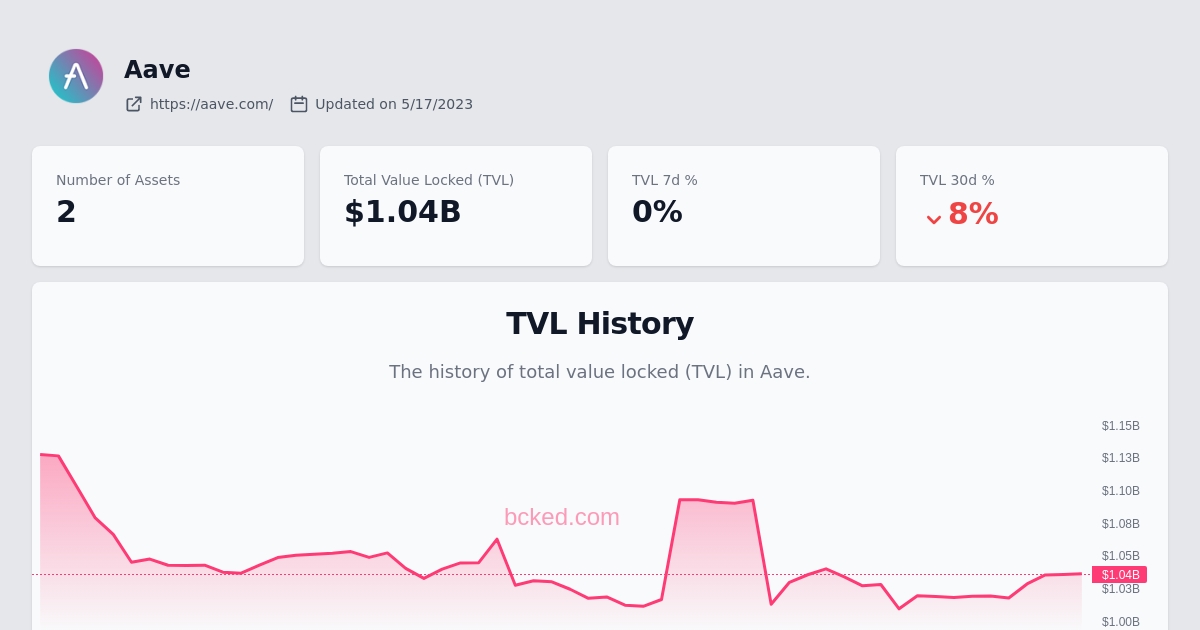 Aave
https://aave.com/ Updated on 5/17/2023
Number of Assets
2
Total Value Locked (TVL)
$1.04B
TVL 7d %
0%
TVL 30d %
8%
TVL History
The history of total value locked (TVL) in Aave.
$1.15B
$1.13B
$1.10B
bcked.com
$1.08B
$1.05B
$1.04B
$1.03B
$1.00B